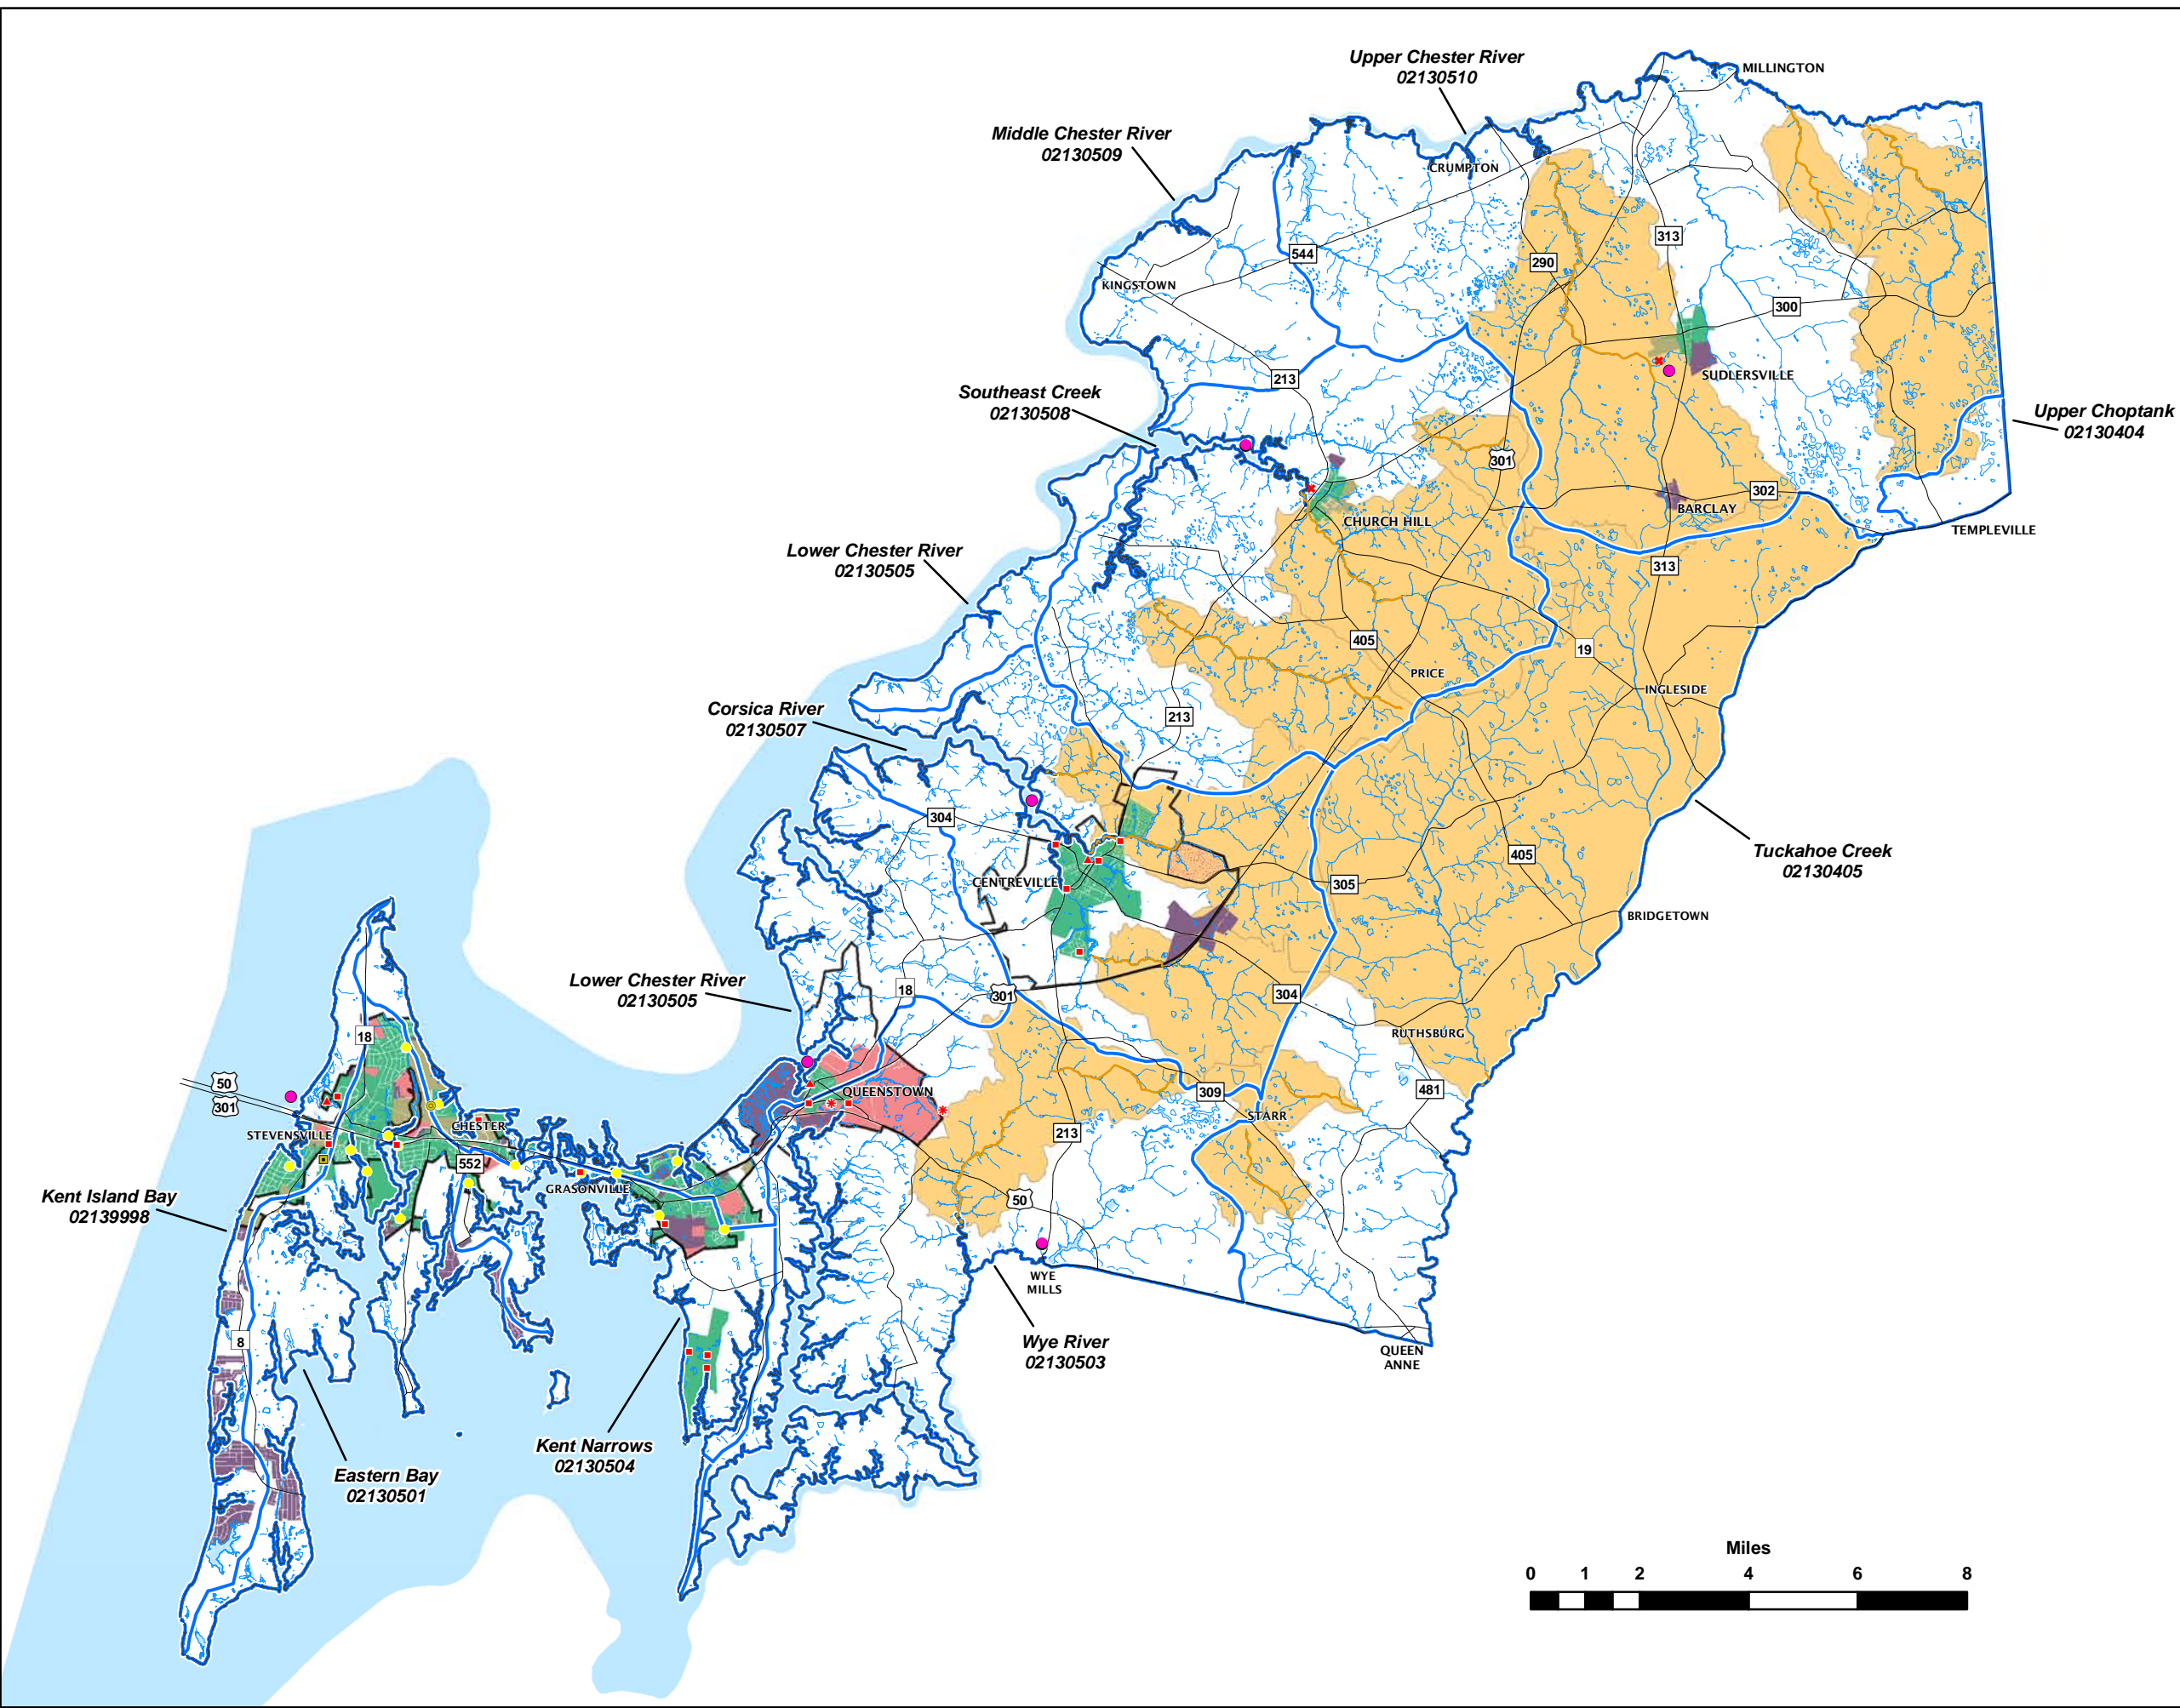 Upper Chester River
02130510
MILLINGTON
Middle Chester River
02130509
CRUMPTON
313
544
290
KINGSTOWN
300
213
SUDLERSVILLE
Southeast Creek
02130508
Upper Choptank
02130404
301
302
BARCLAY
CHURCH HILL
TEMPLEVILLE
Lower Chester River
02130505
313
405
19
PRICE
INGLESIDE
Corsica River
02130507
213
304
Tuckahoe Creek
02130405
405
CENTREVILLE
305
BRIDGETOWN
Lower Chester River
02130505
18
301
304
18
RUTHSBURG
50
301
QUEENSTOWN
309
481
STARR
CHESTER
STEVENSVILLE
213
552
GRASONVILLE
Kent Island Bay
02139998
50
WYE
MILLS
8
Wye River
02130503
QUEEN
ANNE
Kent Narrows
02130504
Eastern Bay
02130501
Miles
0 1 2 4 6 8